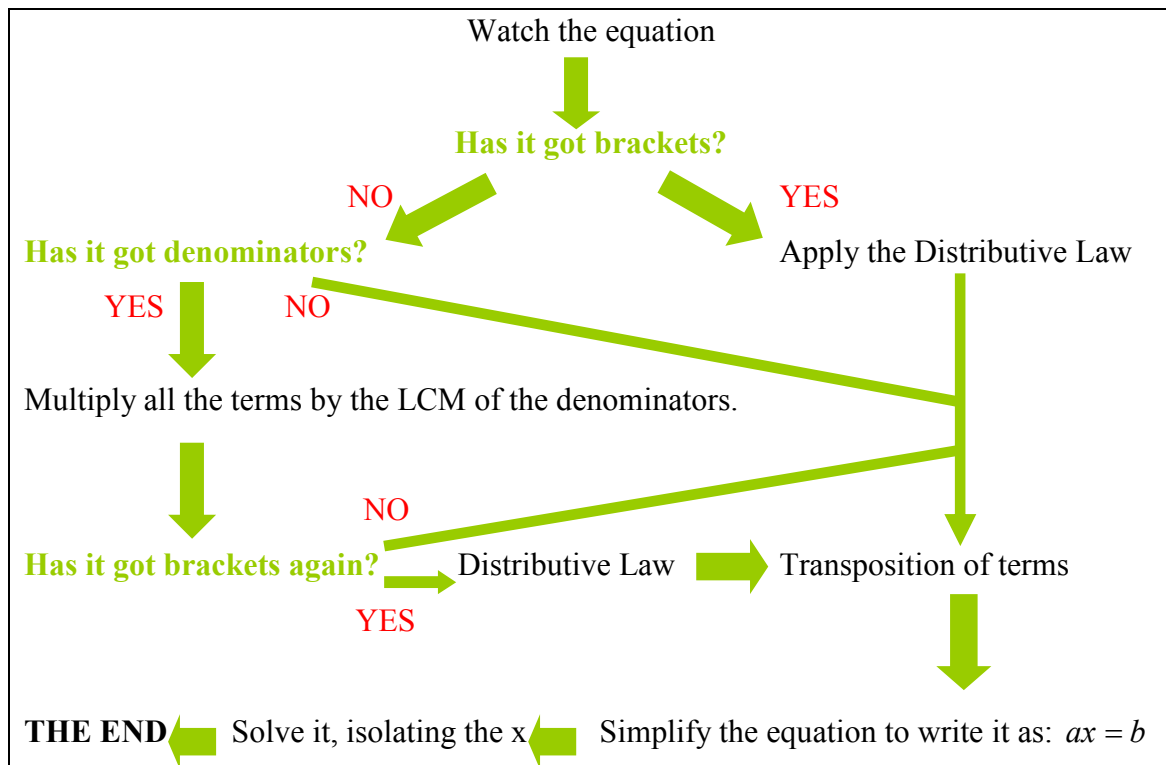 Watch the equation
Has it got brackets?
NO
YES
Has it got denominators?
Apply the Distributive Law
YES
NO
Multiply all the terms by the LCM of the denominators.
NO
Has it got brackets again?
Distributive Law
Transposition of terms
YES
THE END
Solve it, isolating the x
Simplify the equation to write it as: ax = b